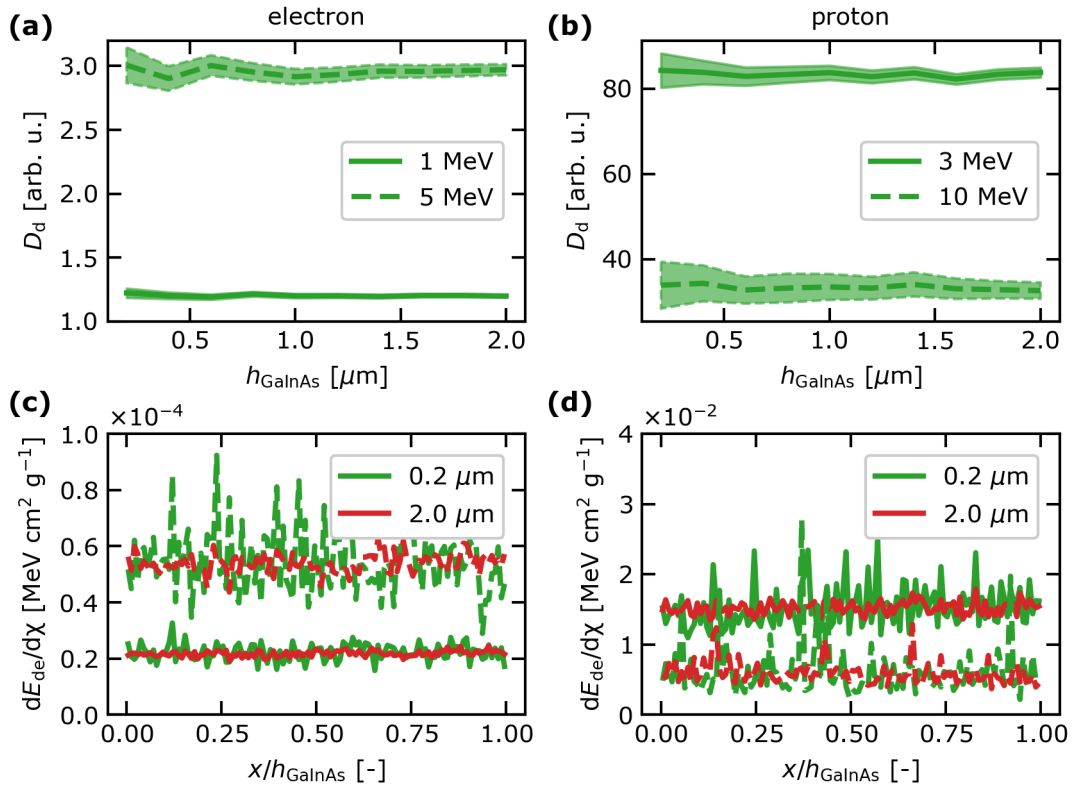 (a)
electron
D_d [arb. u.]
3.0
2.5
2.0
1.5
1.0
1 MeV
5 MeV
0.5
1.0
1.5
2.0
h_GaInAs [μm]
(b)
proton
D_d [arb. u.]
80
60
40
3 MeV
10 MeV
0.5
1.0
1.5
2.0
h_GaInAs [μm]
(c)
×10⁻⁴
dE_de/dχ [MeV cm² g⁻¹]
1.0
0.8
0.6
0.4
0.2
0.0
0.2 μm
2.0 μm
0.00
0.25
0.50
0.75
1.00
x/h_GaInAs [-]
(d)
×10⁻²
dE_de/dχ [MeV cm² g⁻¹]
4
3
2
1
0
0.2 μm
2.0 μm
0.00
0.25
0.50
0.75
1.00
x/h_GaInAs [-]